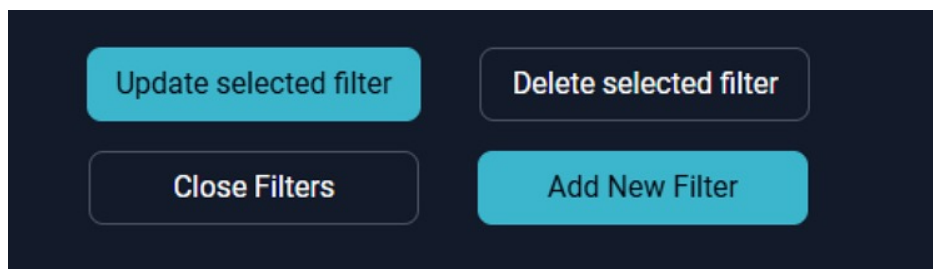 Update selected filter
Delete selected filter
Close Filters
Add New Filter